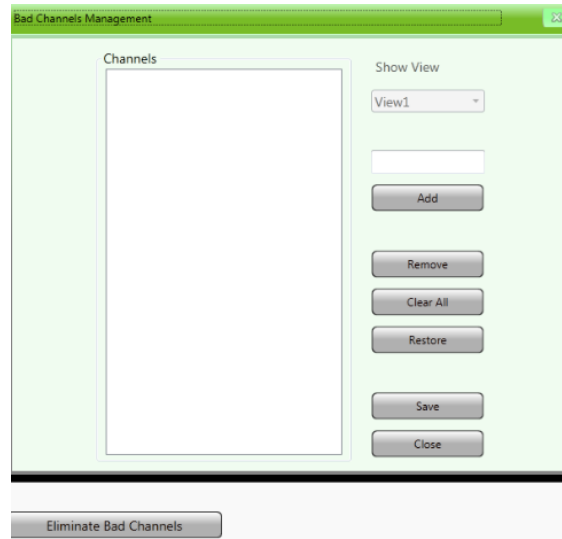 Bad Channels Management
Channels
Show View
View1
Add
Remove
Clear All
Restore
Save
Close
Eliminate Bad Channels